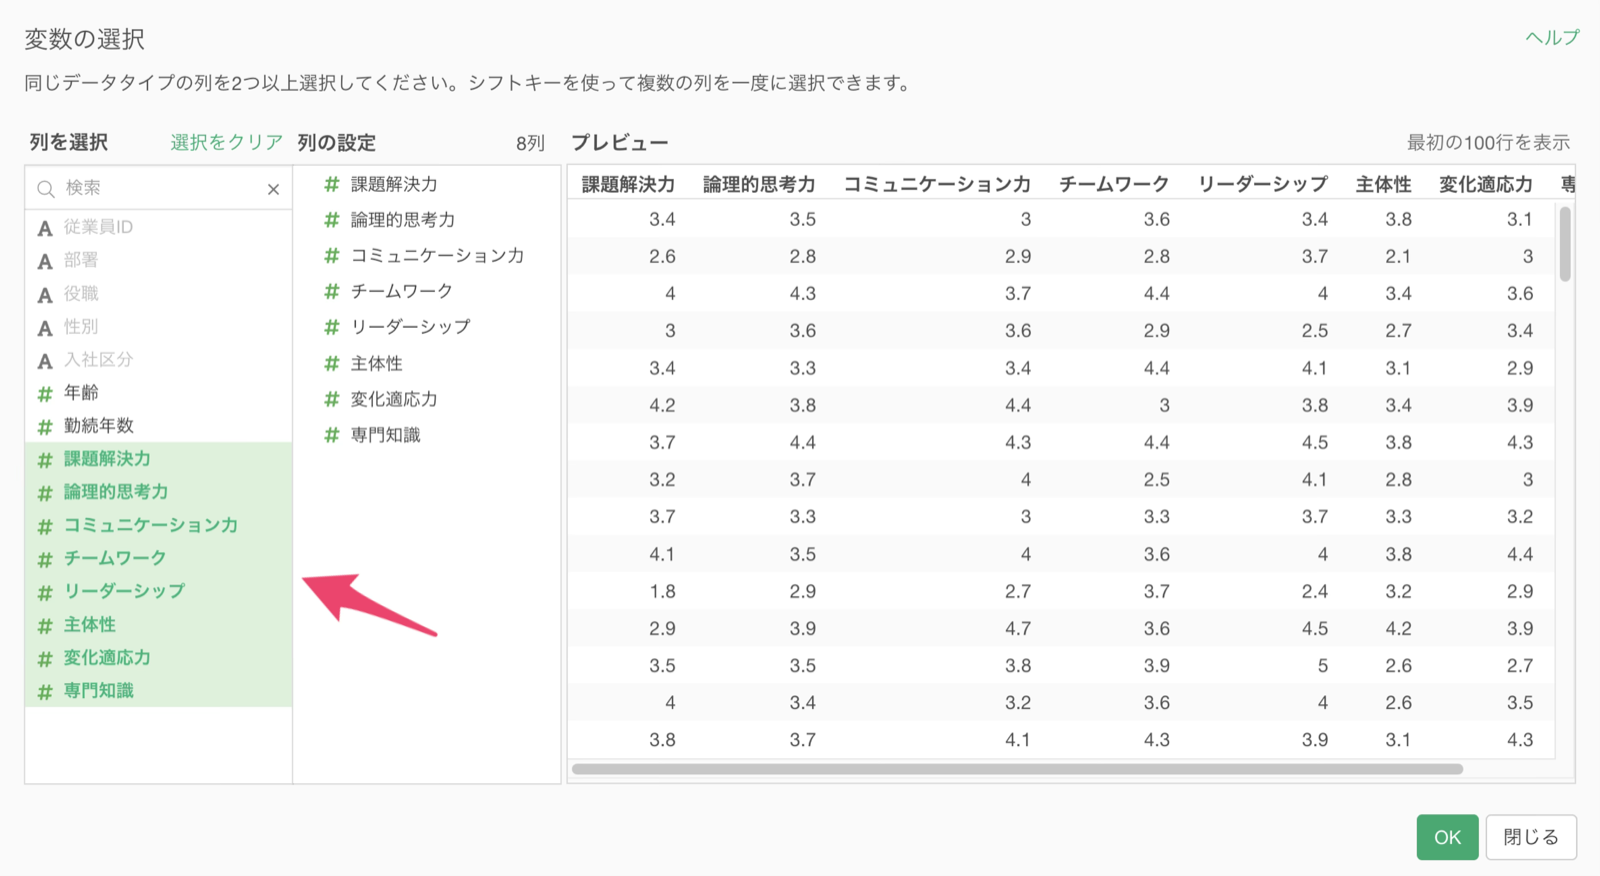 変数の選択
ヘルプ
同じデータタイプの列を2つ以上選択してください。シフトキーを使って複数の列を一度に選択できます。
列を選択 選択をクリア
検索 ×
A 従業員ID
A 部署
A 役職
A 性別
A 入社区分
# 年齢
# 勤続年数
# 課題解決力
# 論理的思考力
# コミュニケーション力
# チームワーク
# リーダーシップ
# 主体性
# 変化適応力
# 専門知識
列の設定 8列
# 課題解決力
# 論理的思考力
# コミュニケーション力
# チームワーク
# リーダーシップ
# 主体性
# 変化適応力
# 専門知識
プレビュー 最初の100行を表示
課題解決力 論理的思考力 コミュニケーション力 チームワーク リーダーシップ 主体性 変化適応力 専
3.4 3.5 3 3.6 3.4 3.8 3.1
2.6 2.8 2.9 2.8 3.7 2.1 3
4 4.3 3.7 4.4 4 3.4 3.6
3 3.6 3.6 2.9 2.5 2.7 3.4
3.4 3.3 3.4 4.4 4.1 3.1 2.9
4.2 3.8 4.4 3 3.8 3.4 3.9
3.7 4.4 4.3 4.4 4.5 3.8 4.3
3.2 3.7 4 2.5 4.1 2.8 3
3.7 3.3 3 3.3 3.7 3.3 3.2
4.1 3.5 4 3.6 4 3.8 4.4
1.8 2.9 2.7 3.7 2.4 3.2 2.9
2.9 3.9 4.7 3.6 4.5 4.2 3.9
3.5 3.5 3.8 3.9 5 2.6 2.7
4 3.4 3.2 3.6 4 2.6 3.5
3.8 3.7 4.1 4.3 3.9 3.1 4.3
OK 閉じる